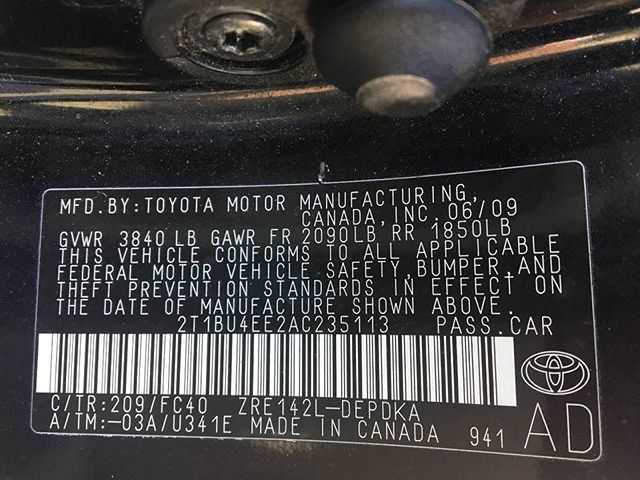 MFD.BY:TOYOTA MOTOR MANUFACTURING,
CANADA, INC. 06/09
GVWR 3840 LB GAWR FR 2090LB, RR 1850LB
THIS VEHICLE CONFORMS TO ALL APPLICABLE
FEDERAL MOTOR VEHICLE SAFETY, BUMPER, AND
THEFT PREVENTION STANDARDS IN EFFECT ON
THE DATE OF MANUFACTURE SHOWN ABOVE.
2T1BU4EE2AC235113 PASS.CAR
C/TR:209/FC40 ZRE142L-DEPDKA
A/TM:-03A/U341E MADE IN CANADA 941 AD